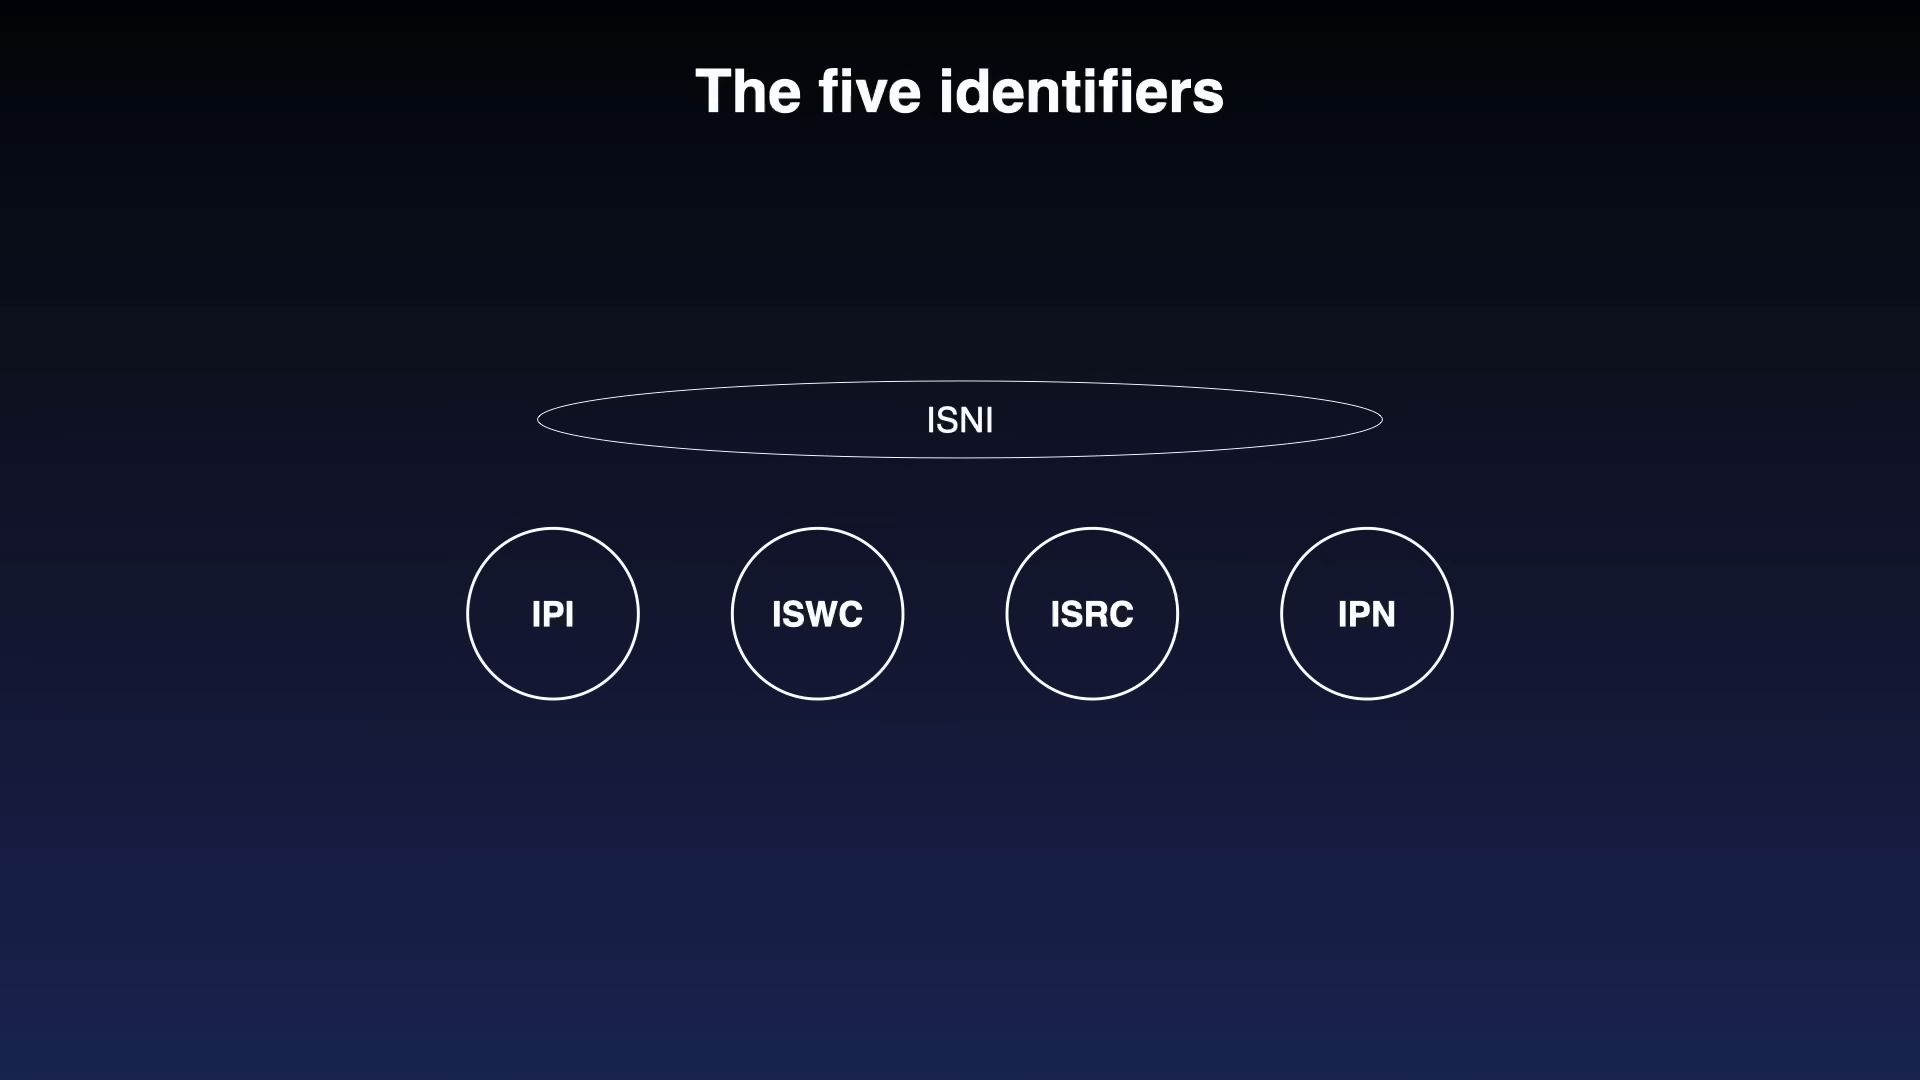 The five identifiers
ISNI
IPI
ISWC
ISRC
IPN